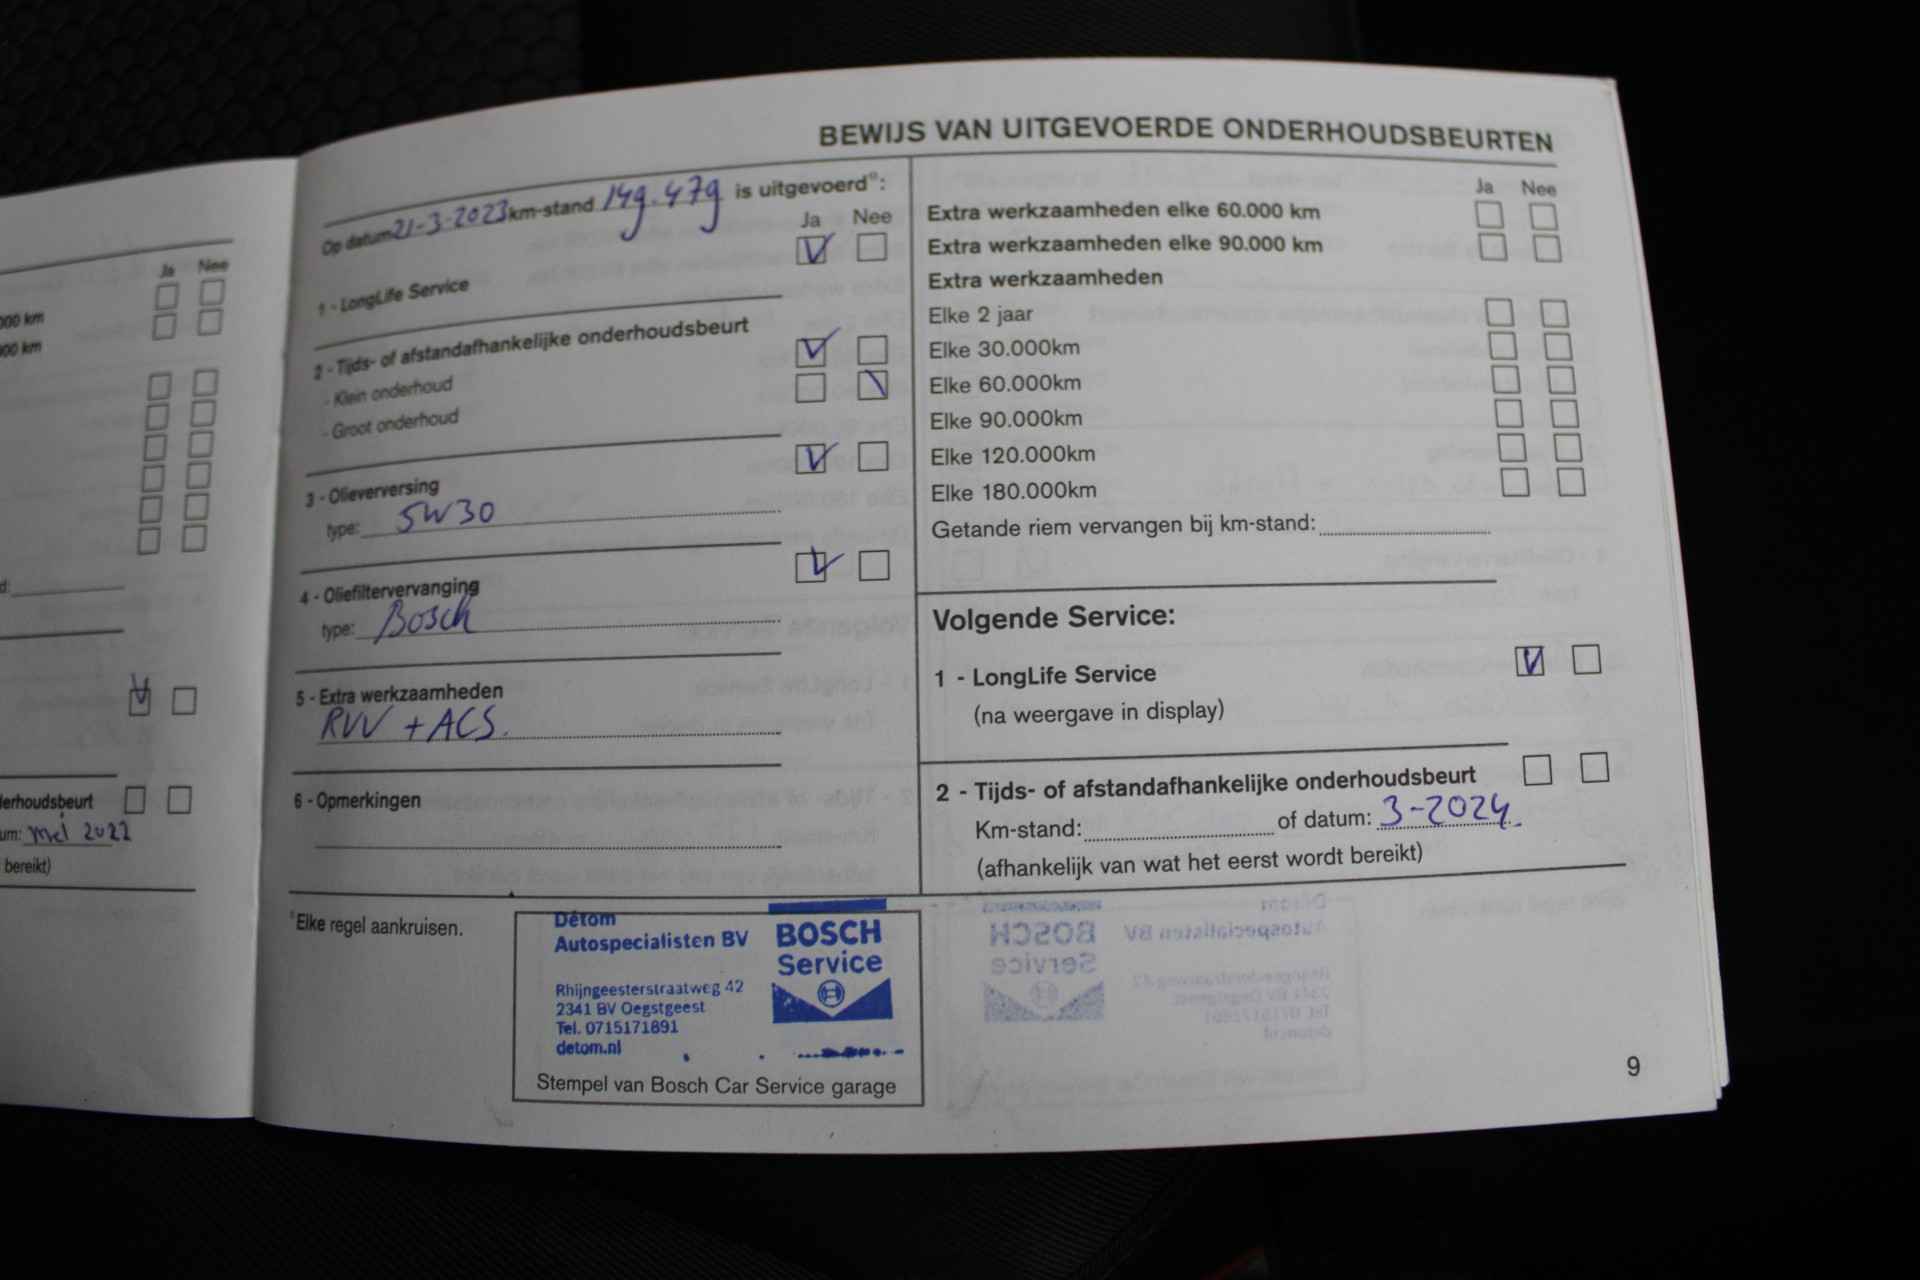 BEWIJS VAN UITGEVOERDE ONDERHOUDSBEURTEN
Ja Nee
000 km
000 km
d:
derhoudsbeurt
um: mei 2022
bereikt)
Op datum 21-3-2023 km-stand 149.479 is uitgevoerd*:
Ja Nee
1 - LongLife Service
2 - Tijds- of afstandafhankelijke onderhoudsbeurt
- Klein onderhoud
- Groot onderhoud
3 - Olieverversing
type: 5W30
4 - Oliefiltervervanging
type: Bosch
5 - Extra werkzaamheden
RVV + ACS.
6 - Opmerkingen
*Elke regel aankruisen.
Détom
Autospecialisten BV
Rhijngeesterstraatweg 42
2341 BV Oegstgeest
Tel. 0715171891
detom.nl
BOSCH
Service
Stempel van Bosch Car Service garage
Ja Nee
Extra werkzaamheden elke 60.000 km
Extra werkzaamheden elke 90.000 km
Extra werkzaamheden
Elke 2 jaar
Elke 30.000km
Elke 60.000km
Elke 90.000km
Elke 120.000km
Elke 180.000km
Getande riem vervangen bij km-stand:
Volgende Service:
1 - LongLife Service
(na weergave in display)
2 - Tijds- of afstandafhankelijke onderhoudsbeurt
Km-stand: of datum: 3-2024
(afhankelijk van wat het eerst wordt bereikt)
9